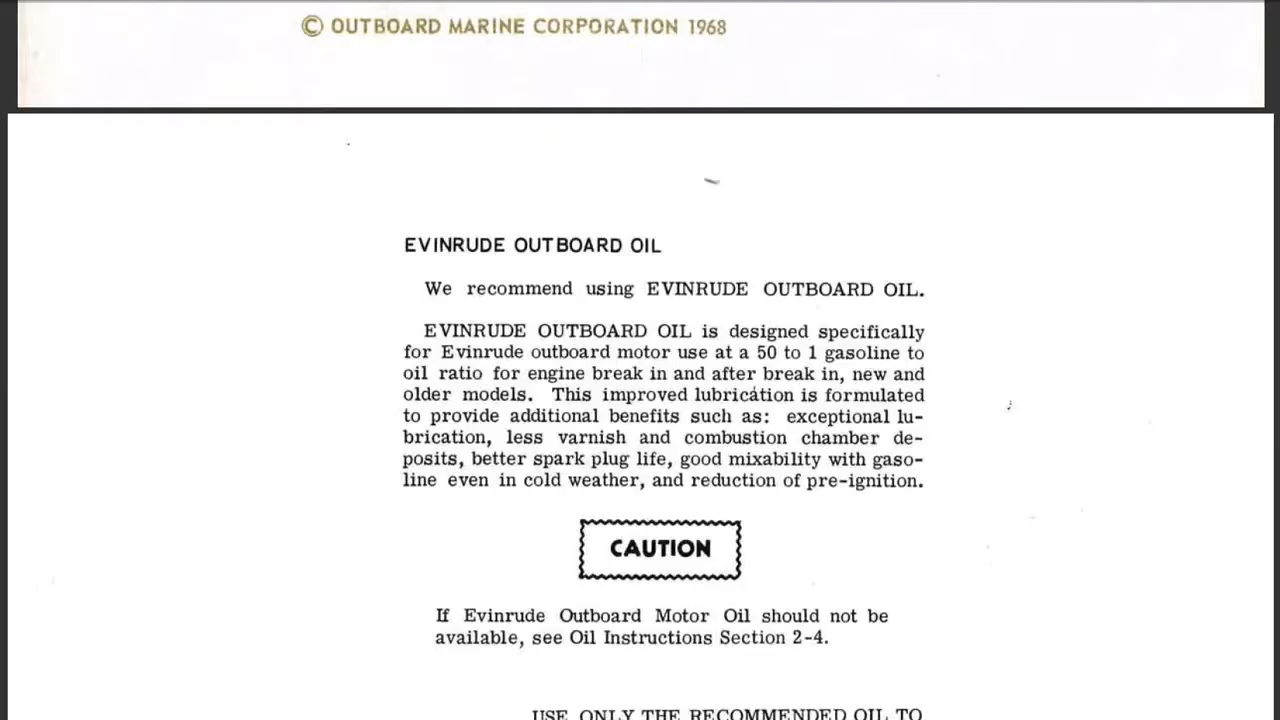 © OUTBOARD MARINE CORPORATION 1968
EVINRUDE OUTBOARD OIL
We recommend using EVINRUDE OUTBOARD OIL.
EVINRUDE OUTBOARD OIL is designed specifically
for Evinrude outboard motor use at a 50 to 1 gasoline to
oil ratio for engine break in and after break in, new and
older models. This improved lubrication is formulated
to provide additional benefits such as: exceptional lu-
brication, less varnish and combustion chamber de-
posits, better spark plug life, good mixability with gaso-
line even in cold weather, and reduction of pre-ignition.
CAUTION
If Evinrude Outboard Motor Oil should not be
available, see Oil Instructions Section 2-4.
USE ONLY THE RECOMMENDED OIL TO